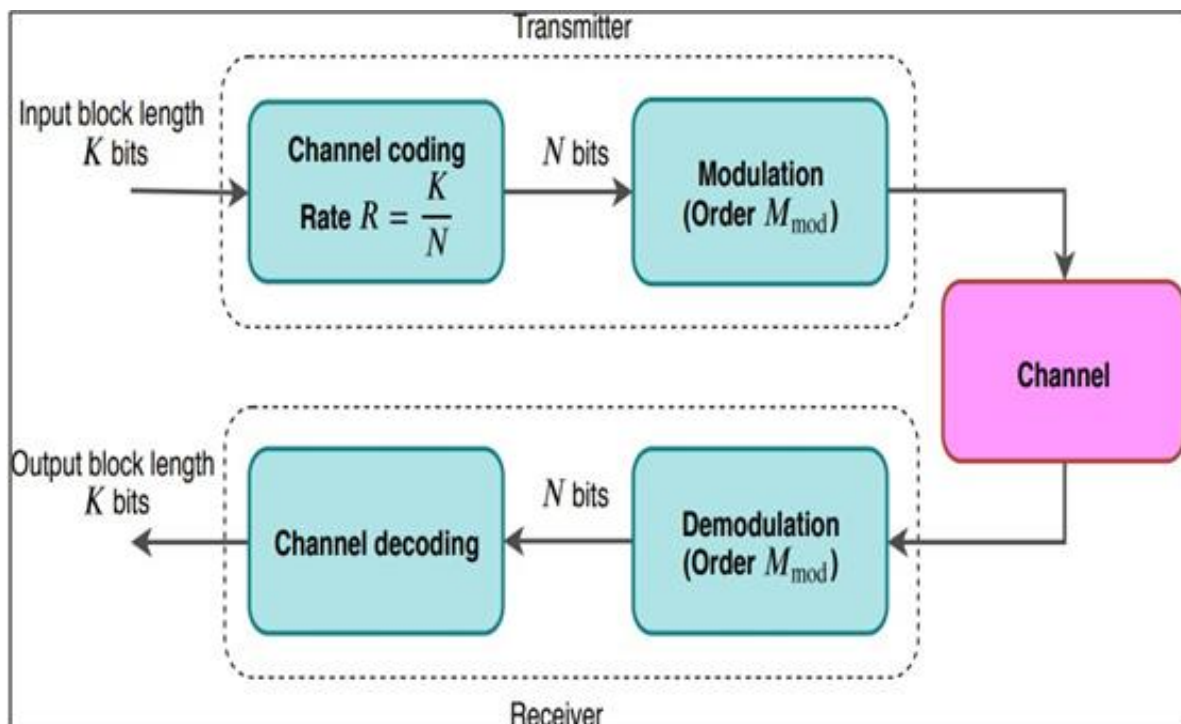 Transmitter
Input block length
K bits
Channel coding
Rate R = K/N
N bits
Modulation
(Order M_mod)
Channel
Output block length
K bits
Channel decoding
N bits
Demodulation
(Order M_mod)
Receiver